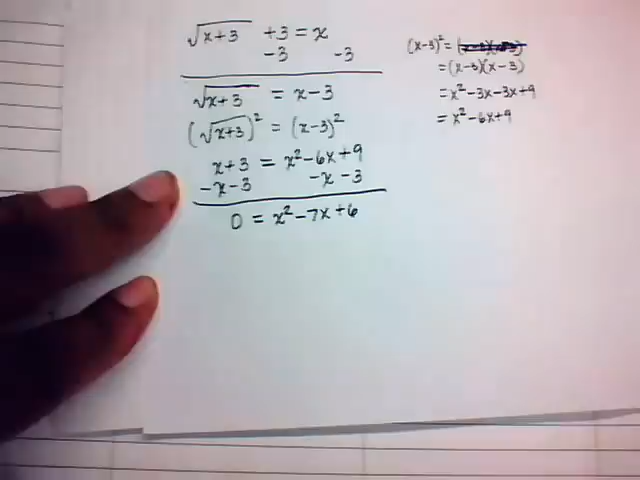 √x+3 +3 = x
-3 -3
√x+3 = x-3
(√x+3)² = (x-3)²
x+3 = x²-6x+9
-x-3 -x-3
0 = x²-7x+6
(x-3)² =
= (x-3)(x-3)
= x²-3x-3x+9
= x²-6x+9